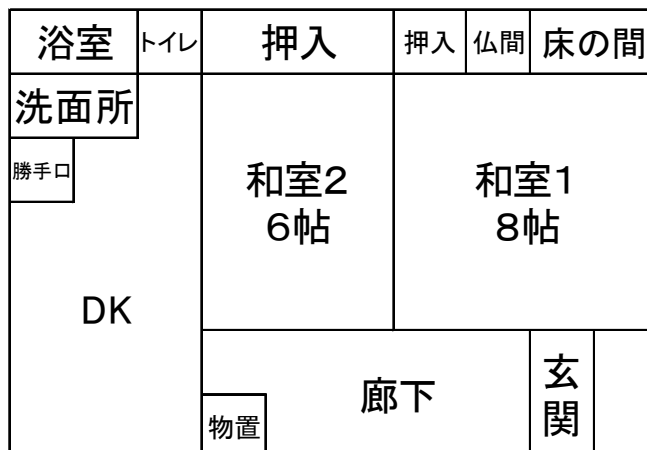 浴室
トイレ
押入
押入
仏間
床の間
洗面所
勝手口
和室2
6帖
和室1
8帖
DK
廊下
玄
関
物置